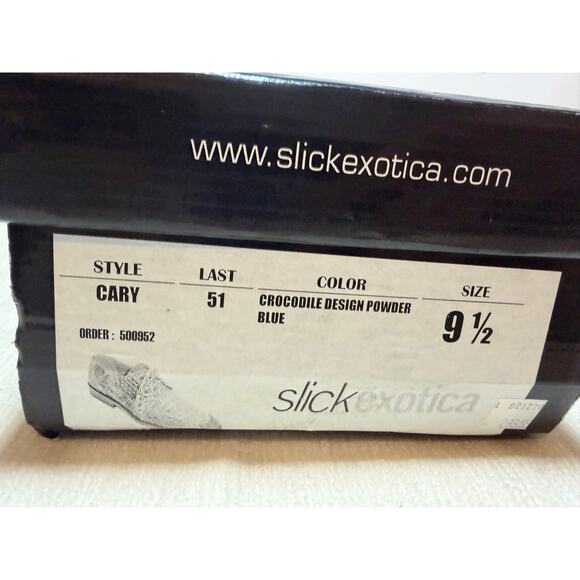 www.slickexotica.com
STYLE LAST COLOR SIZE
CARY 51 CROCODILE DESIGN POWDER BLUE 9 ½
ORDER : 500952
slickexotica